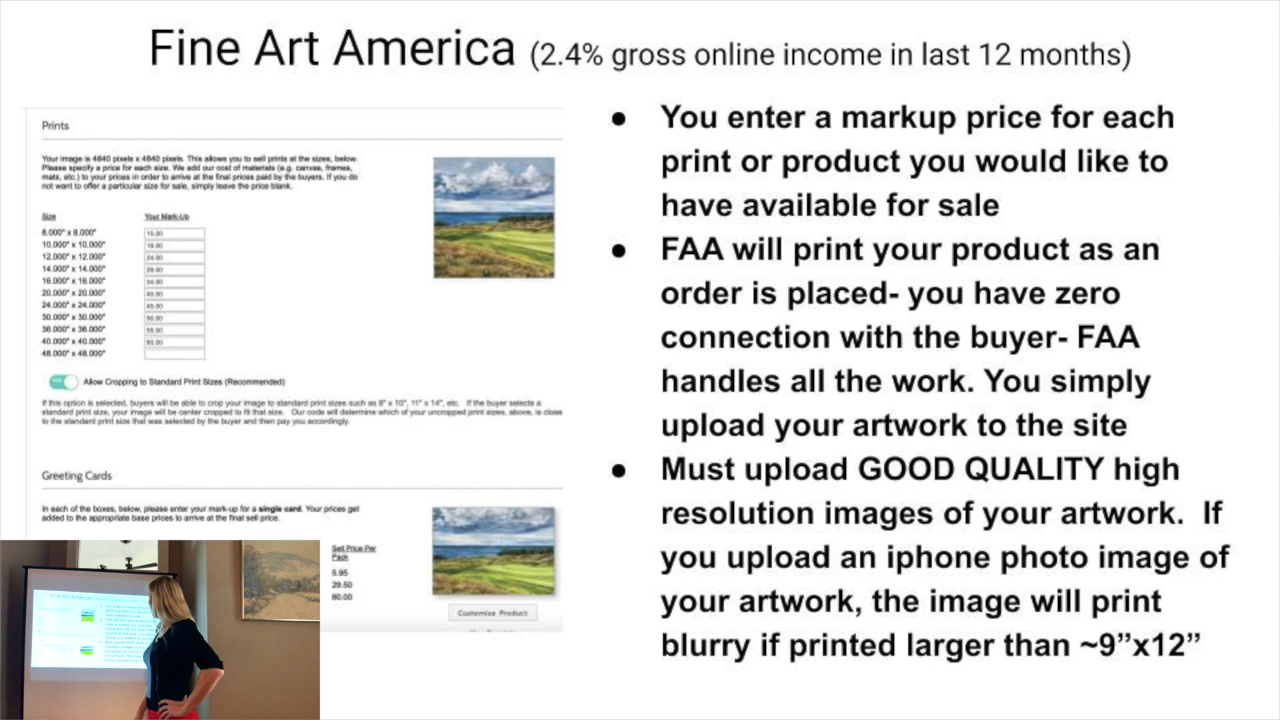 Fine Art America (2.4% gross online income in last 12 months)
Prints
Your image is 4840 pixels x 4840 pixels. This allows you to sell prints at the sizes, below.
Please specify a price for each size. We add our cost of materials (e.g. canvas, frames,
mats, etc.) to your prices in order to arrive at the final prices paid by the buyers. If you do
not want to offer a particular size for sale, simply leave the price blank.
Size Your Mark-Up
8.000" x 8.000" 15.00
10.000" x 10.000" 19.00
12.000" x 12.000" 24.00
14.000" x 14.000" 29.00
16.000" x 16.000" 34.00
20.000" x 20.000" 40.00
24.000" x 24.000" 45.00
30.000" x 30.000" 50.00
36.000" x 36.000" 55.00
40.000" x 40.000" 60.00
48.000" x 48.000"
Allow Cropping to Standard Print Sizes (Recommended)
If this option is selected, buyers will be able to crop your image to standard print sizes such as 8" x 10", 11" x 14", etc. If the buyer selects a
standard print size, your image will be center cropped to fit that size. Our code will determine which of your uncropped print sizes, above, is close
to the standard print size that was selected by the buyer and then pay you accordingly.
Greeting Cards
In each of the boxes, below, please enter your mark-up for a single card. Your prices get
added to the appropriate base prices to arrive at the final sell price.
Sell Price Per
Pack
5.95
29.50
60.00
Customize Product
● You enter a markup price for each
print or product you would like to
have available for sale
● FAA will print your product as an
order is placed- you have zero
connection with the buyer- FAA
handles all the work. You simply
upload your artwork to the site
● Must upload GOOD QUALITY high
resolution images of your artwork.  If
you upload an iphone photo image of
your artwork, the image will print
blurry if printed larger than ~9”x12”
Fine Art America